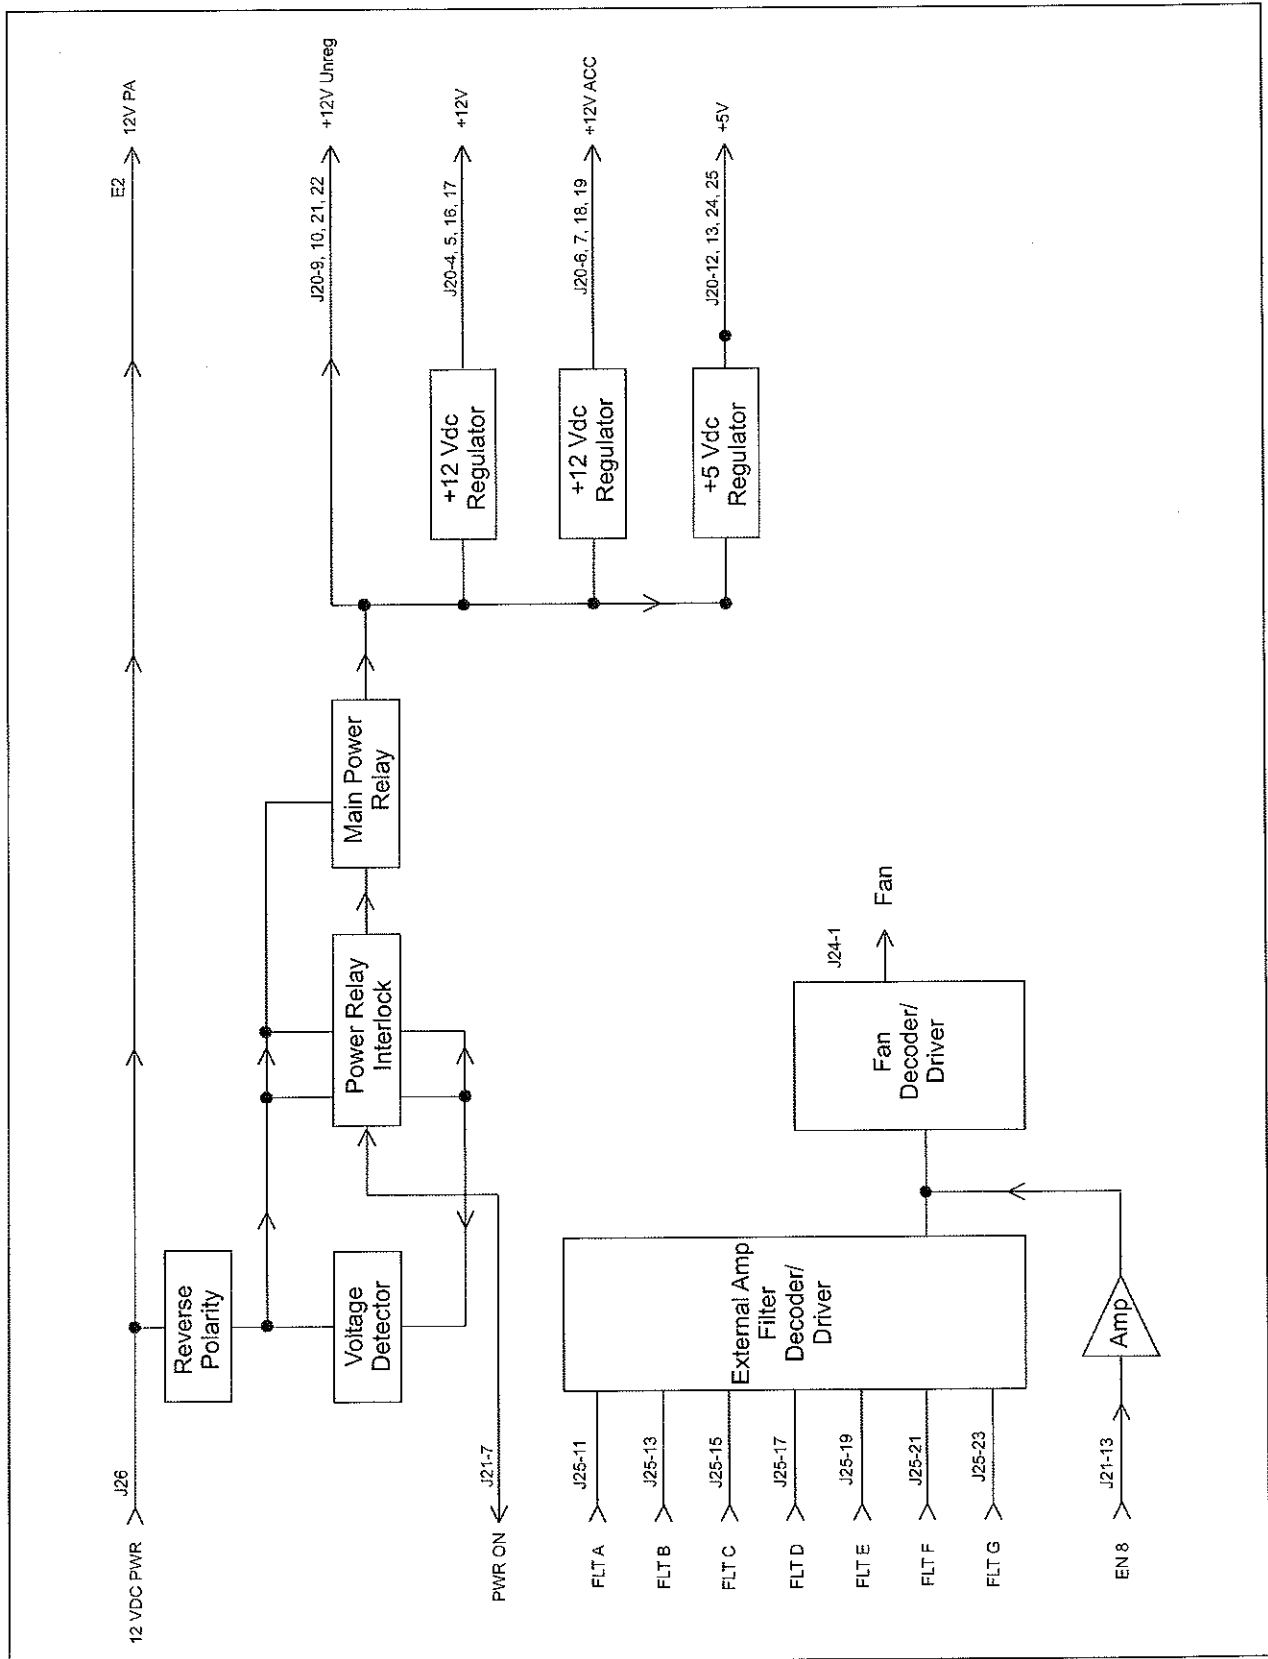 12 VDC PWR
J26
E2
12V PA
Reverse
Polarity
Voltage
Detector
Power Relay
Interlock
Main Power
Relay
J20-9, 10, 21, 22
+12V Unreg
+12 Vdc
Regulator
J20-4, 5, 16, 17
+12V
+12 Vdc
Regulator
J20-6, 7, 18, 19
+12V ACC
+5 Vdc
Regulator
J20-12, 13, 24, 25
+5V
PWR ON
J21-7
FLT A
J25-11
FLT B
J25-13
FLT C
J25-15
FLT D
J25-17
FLT E
J25-19
FLT F
J25-21
FLT G
J25-23
External Amp
Filter
Decoder/
Driver
Fan
Decoder/
Driver
J24-1
Fan
EN 8
J21-13
Amp